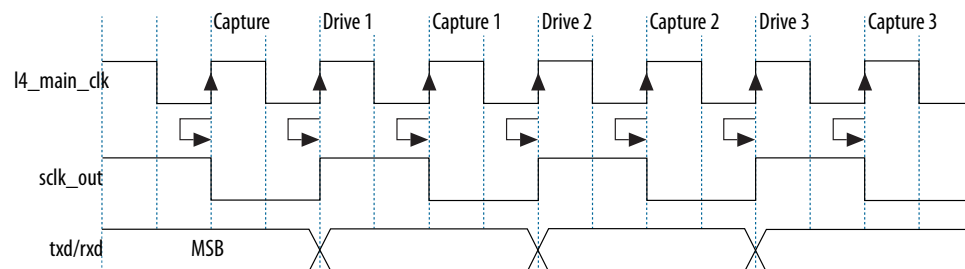 Capture Drive 1 Capture 1 Drive 2 Capture 2 Drive 3 Capture 3
l4_main_clk
sclk_out
txd/rxd MSB